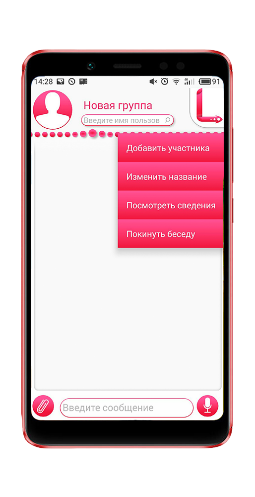 14:28 91
Новая группа
Введите имя пользов
Добавить участника
Изменить название
Посмотреть сведения
Покинуть беседу
Введите сообщение